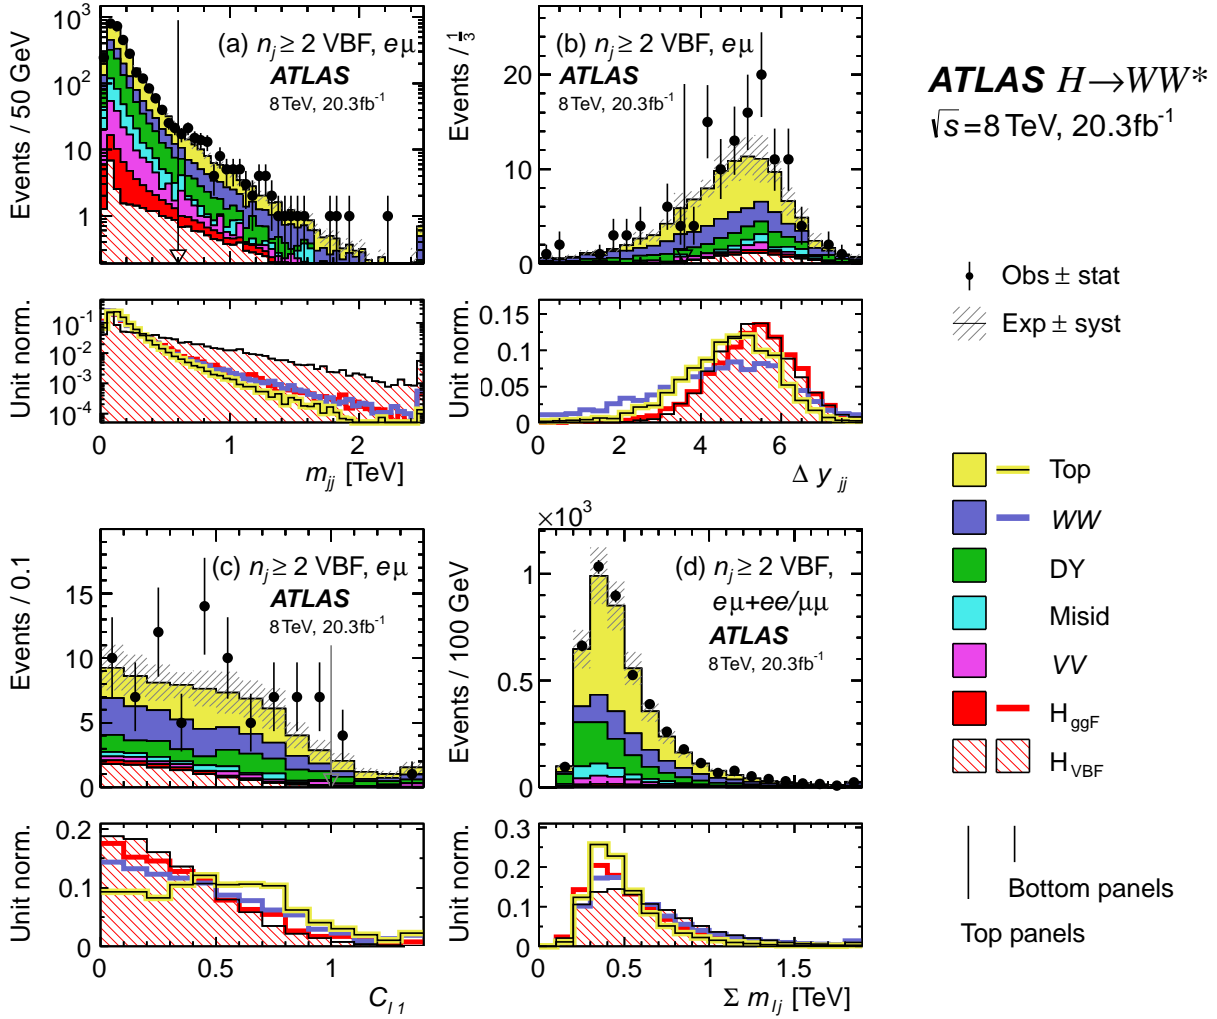 (a) n_j ≥ 2 VBF, eμ
ATLAS
8 TeV, 20.3fb⁻¹
Events / 50 GeV
10³
10²
10
1
Unit norm.
10⁻¹
10⁻²
10⁻³
10⁻⁴
0 1 2
m_jj [TeV]
(b) n_j ≥ 2 VBF, eμ
ATLAS
8 TeV, 20.3fb⁻¹
Events / 1/3
20
10
0
Unit norm.
0.15
0.1
0.05
0
0 2 4 6
Δ y_jj
(c) n_j ≥ 2 VBF, eμ
ATLAS
8 TeV, 20.3fb⁻¹
Events / 0.1
15
10
5
0
Unit norm.
0.2
0.1
0
0 0.5 1
C_l1
×10³
(d) n_j ≥ 2 VBF,
eμ+ee/μμ
ATLAS
8 TeV, 20.3fb⁻¹
Events / 100 GeV
1
0.5
0
Unit norm.
0.3
0.2
0.1
0
0 0.5 1 1.5
Σ m_lj [TeV]
ATLAS H→WW*
√s=8 TeV, 20.3fb⁻¹
Obs ± stat
Exp ± syst
Top
WW
DY
Misid
VV
H_ggF
H_VBF
Bottom panels
Top panels